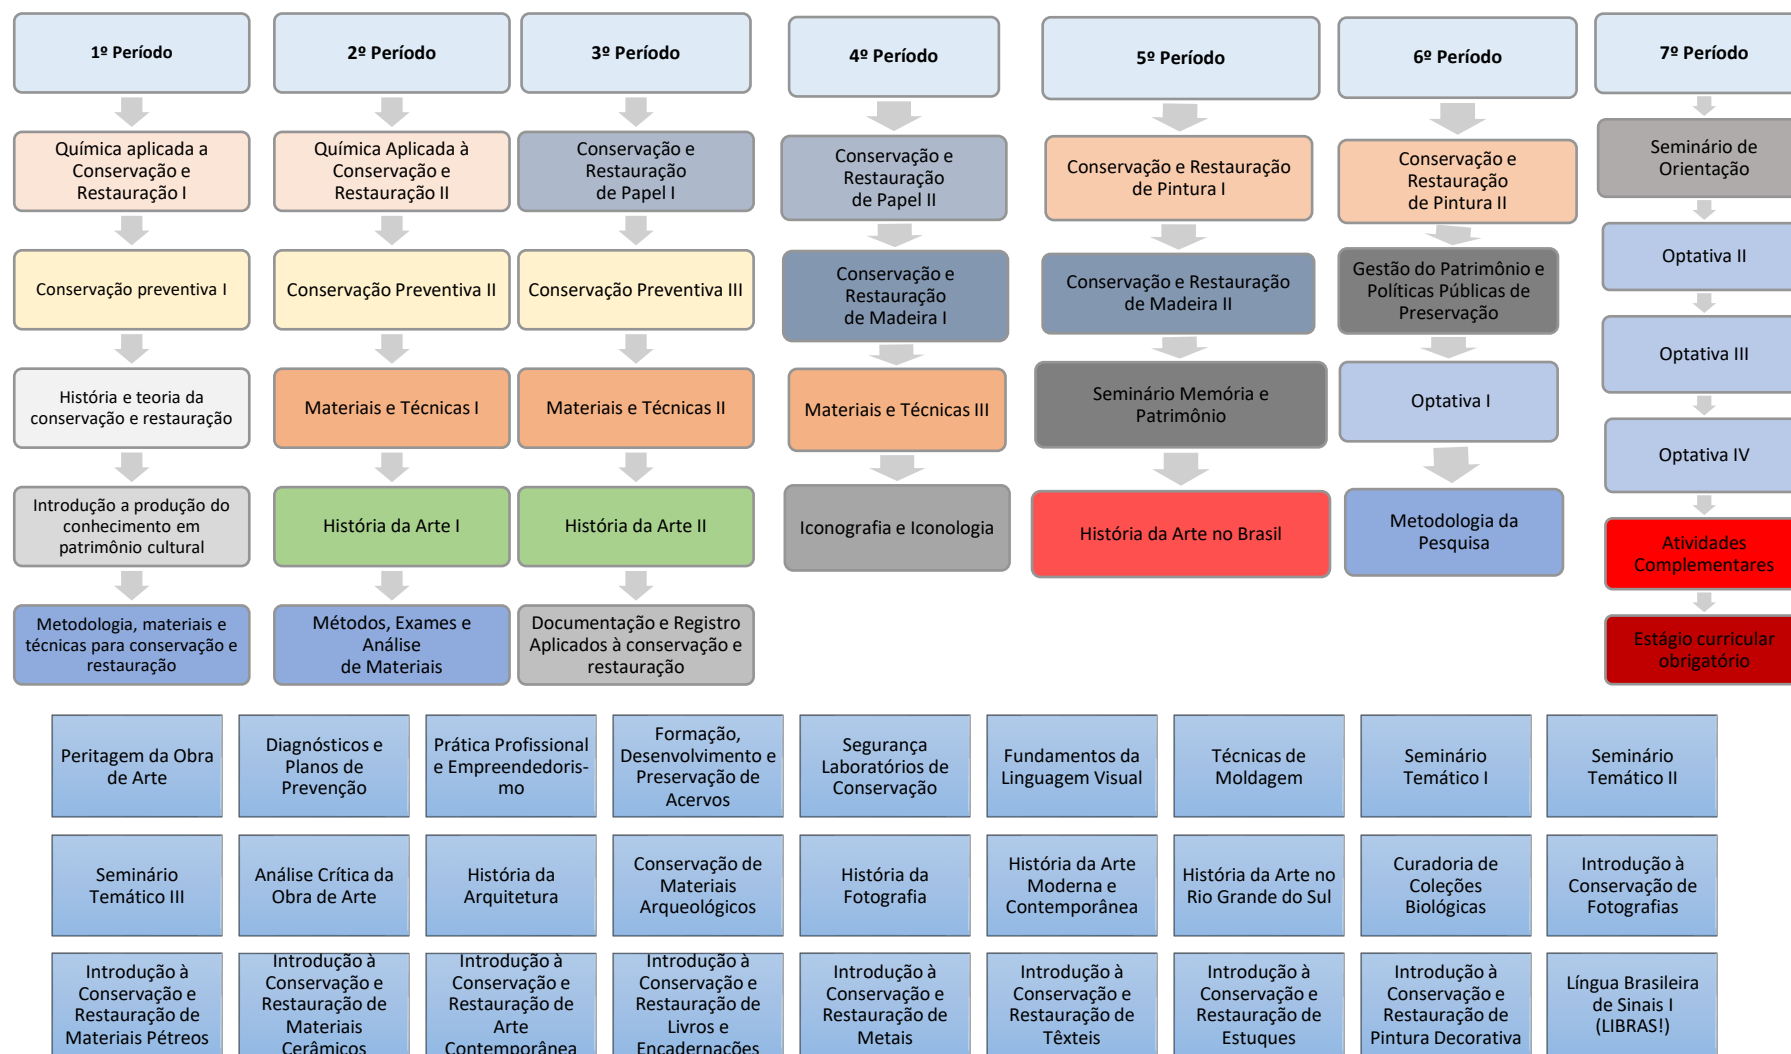 1º Período
2º Período
3º Período
4º Período
5º Período
6º Período
7º Período
Química aplicada a
Conservação e
Restauração I
Química Aplicada à
Conservação e
Restauração II
Conservação e
Restauração
de Papel I
Conservação e
Restauração
de Papel II
Conservação e Restauração
de Pintura I
Conservação e
Restauração
de Pintura II
Seminário de
Orientação
Conservação preventiva I
Conservação Preventiva II
Conservação Preventiva III
Conservação e
Restauração
de Madeira I
Conservação e Restauração
de Madeira II
Gestão do Patrimônio e
Políticas Públicas de
Preservação
Optativa II
História e teoria da
conservação e restauração
Materiais e Técnicas I
Materiais e Técnicas II
Materiais e Técnicas III
Seminário Memória e
Patrimônio
Optativa I
Optativa III
Introdução a produção do
conhecimento em
patrimônio cultural
História da Arte I
História da Arte II
Iconografia e Iconologia
História da Arte no Brasil
Metodologia da
Pesquisa
Optativa IV
Atividades
Complementares
Metodologia, materiais e
técnicas para conservação e
restauração
Métodos, Exames e
Análise
de Materiais
Documentação e Registro
Aplicados à conservação e
restauração
Estágio curricular
obrigatório
Peritagem da Obra
de Arte
Diagnósticos e
Planos de
Prevenção
Prática Profissional
e Empreendedoris-
mo
Formação,
Desenvolvimento e
Preservação de
Acervos
Segurança
Laboratórios de
Conservação
Fundamentos da
Linguagem Visual
Técnicas de
Moldagem
Seminário
Temático I
Seminário
Temático II
Seminário
Temático III
Análise Crítica da
Obra de Arte
História da
Arquitetura
Conservação de
Materiais
Arqueológicos
História da
Fotografia
História da Arte
Moderna e
Contemporânea
História da Arte no
Rio Grande do Sul
Curadoria de
Coleções
Biológicas
Introdução à
Conservação de
Fotografias
Introdução à
Conservação e
Restauração de
Materiais Pétreos
Introdução à
Conservação e
Restauração de
Materiais
Cerâmicos
Introdução à
Conservação e
Restauração de
Arte
Contemporânea
Introdução à
Conservação e
Restauração de
Livros e
Encadernações
Introdução à
Conservação e
Restauração de
Metais
Introdução à
Conservação e
Restauração de
Têxteis
Introdução à
Conservação e
Restauração de
Estuques
Introdução à
Conservação e
Restauração de
Pintura Decorativa
Língua Brasileira
de Sinais I
(LIBRAS!)